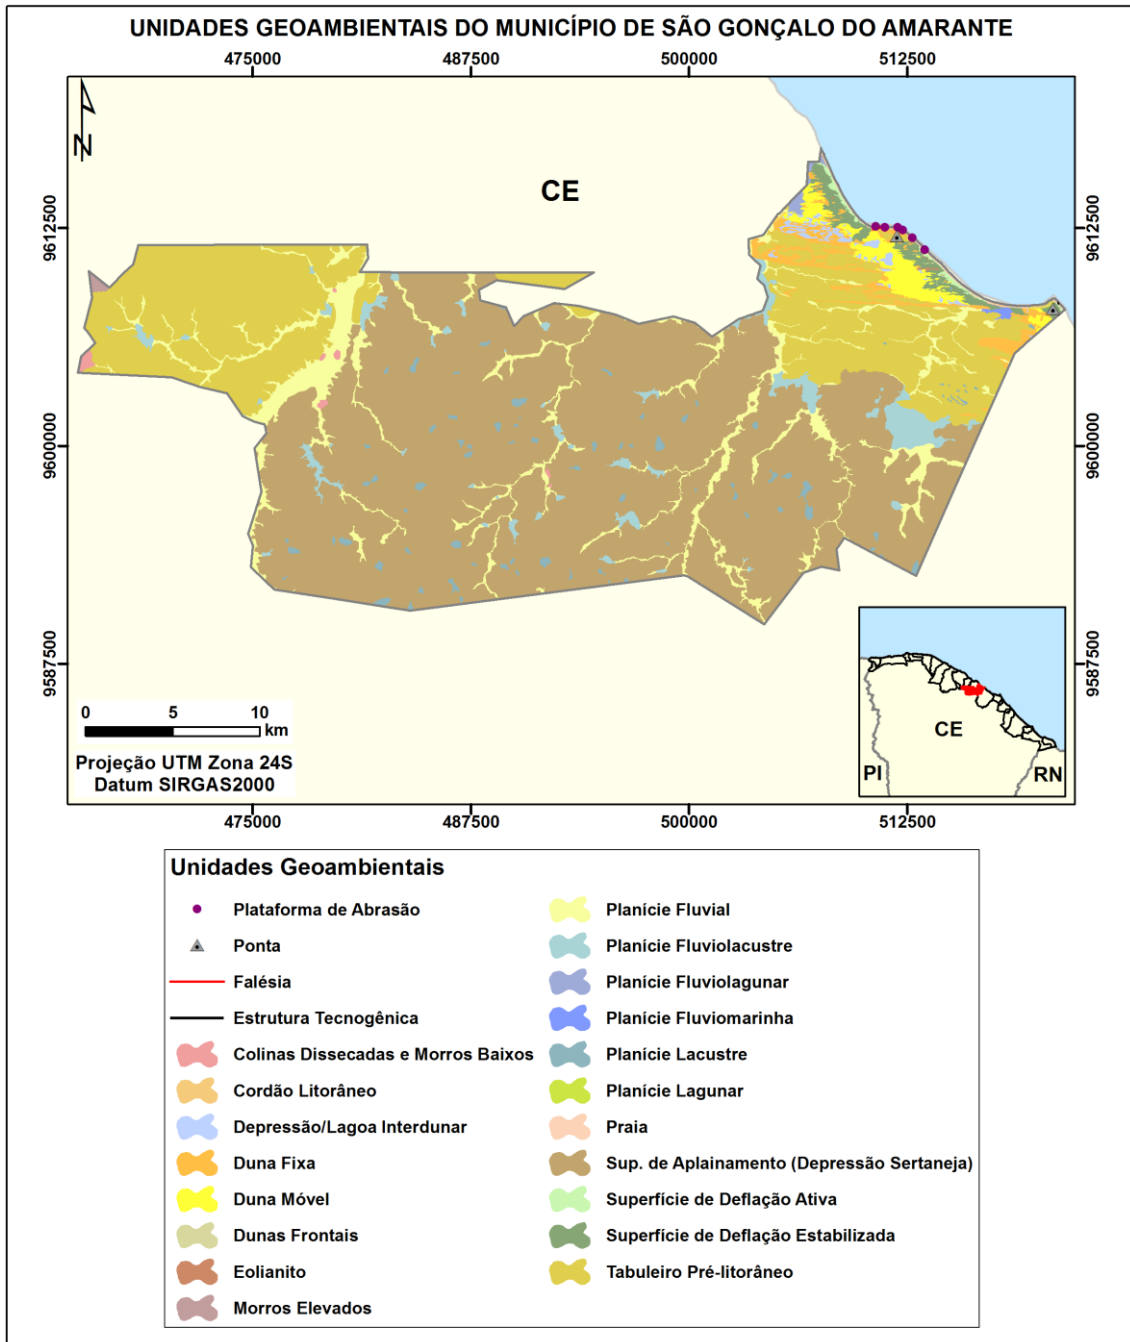 UNIDADES GEOAMBIENTAIS DO MUNICÍPIO DE SÃO GONÇALO DO AMARANTE
475000 487500 500000 512500
N
CE
9612500 9612500
9600000 9600000
9587500 9587500
0 5 10
km
Projeção UTM Zona 24S
Datum SIRGAS2000
CE
PI
RN
475000 487500 500000 512500
Unidades Geoambientais
Plataforma de Abrasão
Ponta
Falésia
Estrutura Tecnogênica
Colinas Dissecadas e Morros Baixos
Cordão Litorâneo
Depressão/Lagoa Interdunar
Duna Fixa
Duna Móvel
Dunas Frontais
Eolianito
Morros Elevados
Planície Fluvial
Planície Fluviolacustre
Planície Fluviolagunar
Planície Fluviomarinha
Planície Lacustre
Planície Lagunar
Praia
Sup. de Aplainamento (Depressão Sertaneja)
Superfície de Deflação Ativa
Superfície de Deflação Estabilizada
Tabuleiro Pré-litorâneo